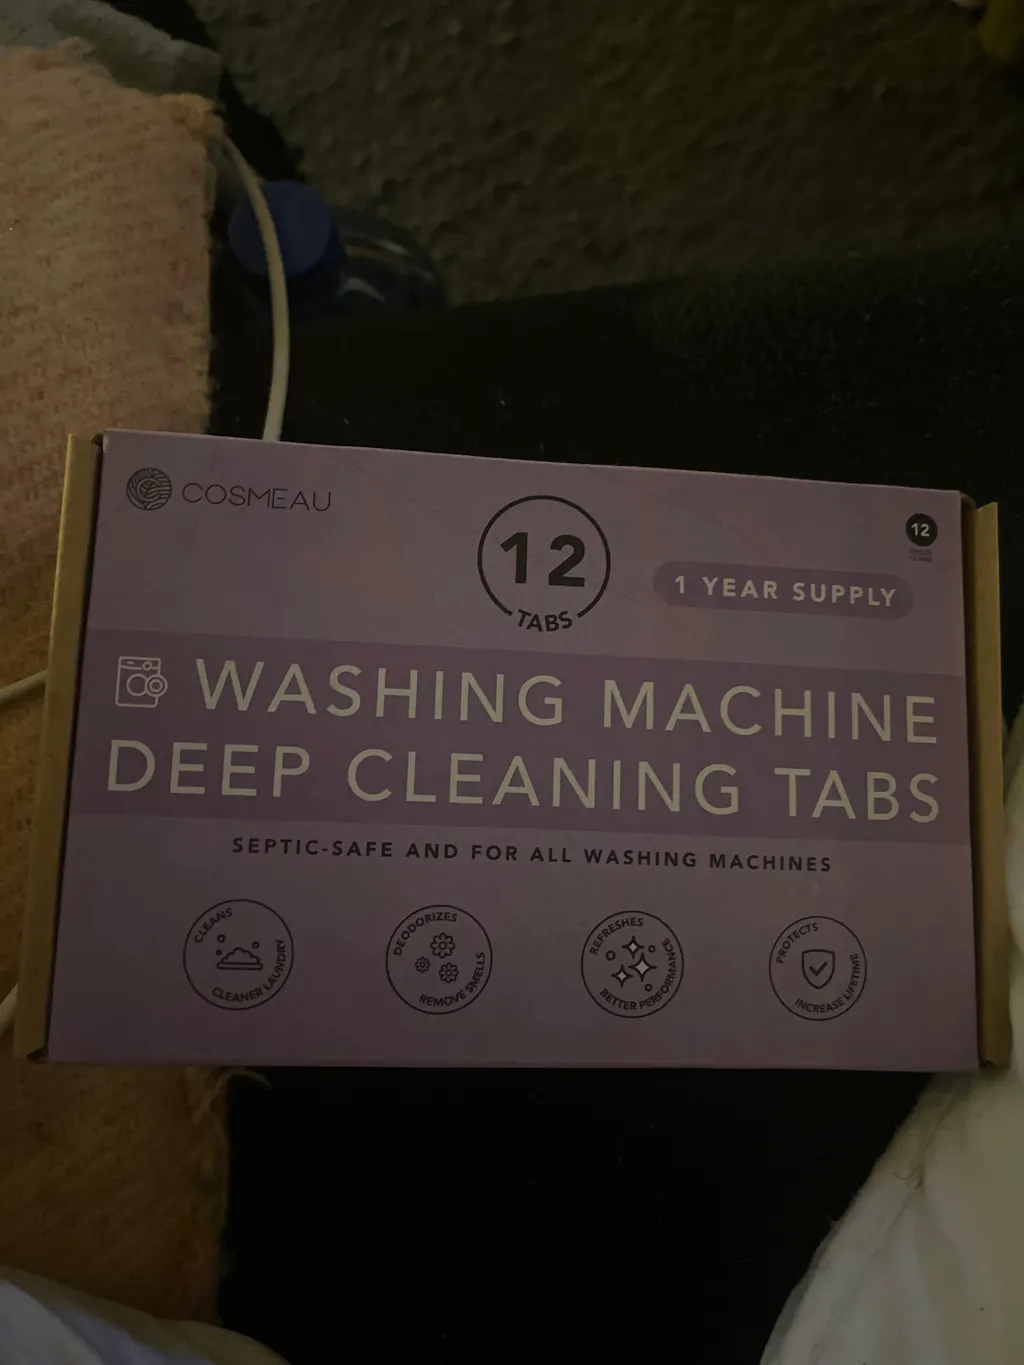 COSMEAU
12
TABS
1 YEAR SUPPLY
12
WASHING MACHINE
DEEP CLEANING TABS
SEPTIC-SAFE AND FOR ALL WASHING MACHINES
CLEANS
CLEANER LAUNDRY
DEODORIZES
REMOVE SMELLS
REFRESHES
BETTER PERFORMANCE
PROTECTS
INCREASE LIFETIME